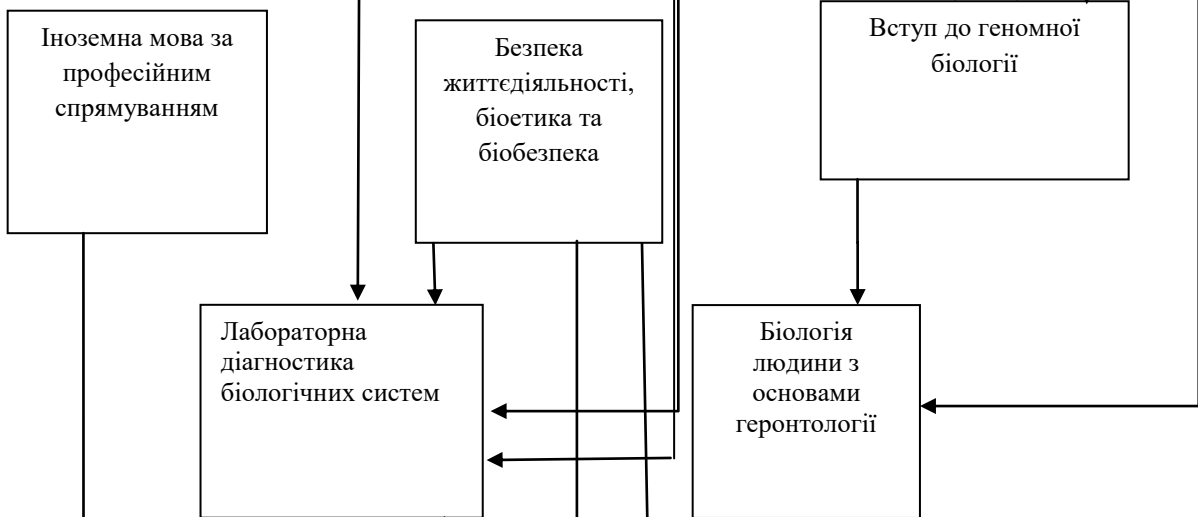 Іноземна мова за
професійним
спрямуванням
Безпека
життєдіяльності,
біоетика та
біобезпека
Вступ до геномної
біології
Лабораторна
діагностика
біологічних систем
Біологія
людини з
основами
геронтології